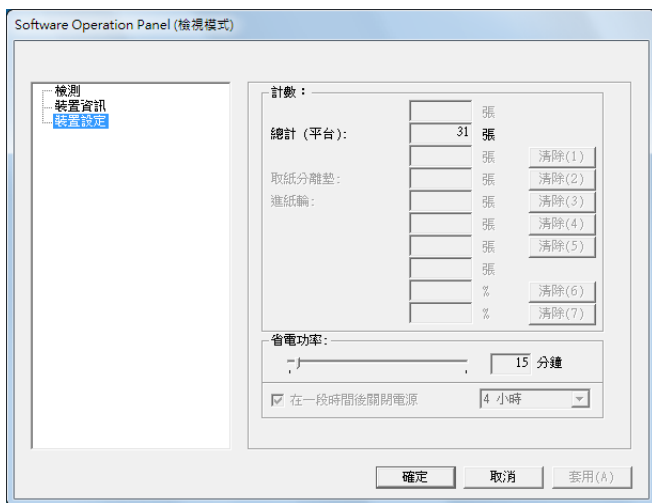 Software Operation Panel (檢視模式)
檢測
裝置資訊
裝置設定
計數：
張
總計 (平台): 31 張
張 清除(1)
取紙分離墊: 張 清除(2)
進紙輪: 張 清除(3)
張 清除(4)
張 清除(5)
張
% 清除(6)
% 清除(7)
省電功率:
15 分鐘
在一段時間後關閉電源 4 小時
確定 取消 套用(A)